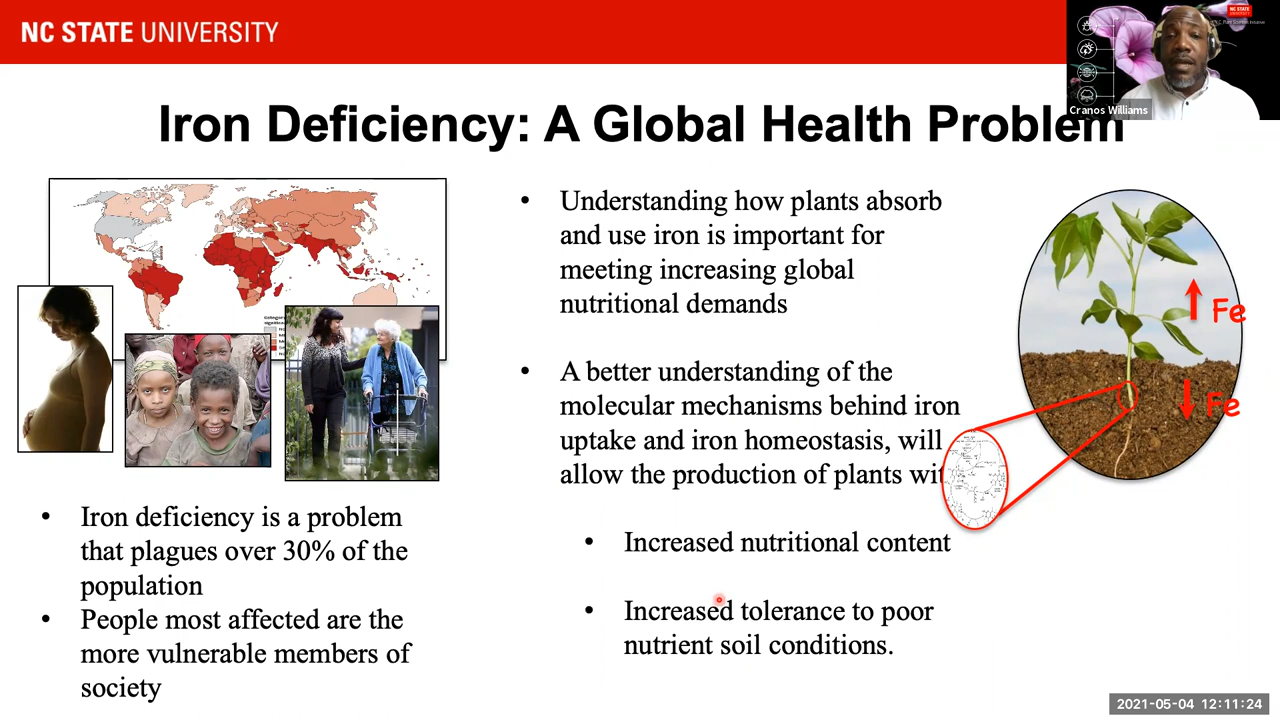 NC STATE UNIVERSITY
NC STATE
UNIVERSITY
Cranos Williams
Iron Deficiency: A Global Health Problem
• Understanding how plants absorb
and use iron is important for
meeting increasing global
nutritional demands
• A better understanding of the
molecular mechanisms behind iron
uptake and iron homeostasis, will
allow the production of plants wit
• Increased nutritional content
• Increased tolerance to poor
nutrient soil conditions.
Fe
Fe
• Iron deficiency is a problem
that plagues over 30% of the
population
• People most affected are the
more vulnerable members of
society
2021-05-04 12:11:24